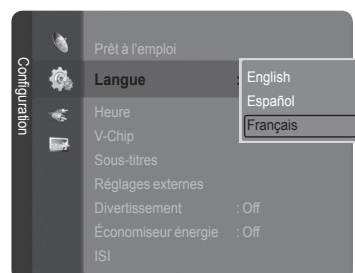 Configuration
Prêt à l'emploi
Langue :
English
Español
Français
Heure
V-Chip
Sous-titres
Réglages externes
Divertissement : Off
Économiseur énergie : Off
ISI